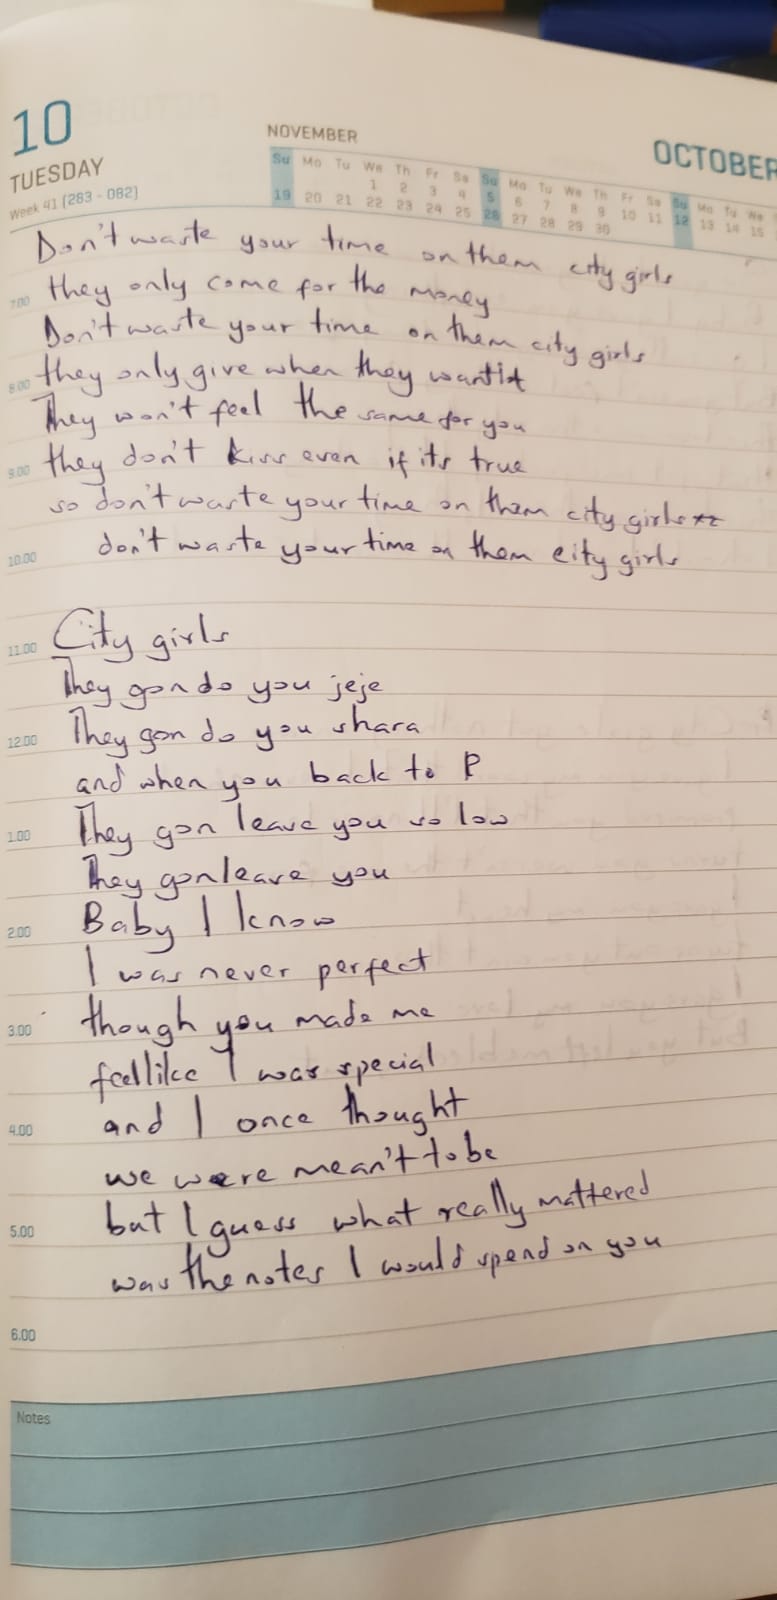 10
TUESDAY
Week 41 (283 - 082)
NOVEMBER
OCTOBER
Su Mo Tu We Th Fr Sa Su Mo Tu We Th Fr Sa Su Mo Tu We
1 2 3 4 5 6 7 8 9 10 11 12 13 14 15
19 20 21 22 23 24 25 26 27 28 29 30
Don't waste your time on them city girls
7.00 they only come for the money
Don't waste your time on them city girls
8.00 they only give when they want it
They won't feel the same for you
9.00 they don't kiss even if its true
so don't waste your time on them city girls
10.00 don't waste your time on them city girls
11.00 City girls
They gon do you jeje
12.00 They gon do you shara
and when you back to P
1.00 They gon leave you so low
They gon leave you
2.00 Baby I know
I was never perfect
3.00 though you made me
feel like I was special
4.00 and I once thought
we were mean't to be
5.00 but I guess what really mattered
was the notes I would spend on you
6.00
Notes